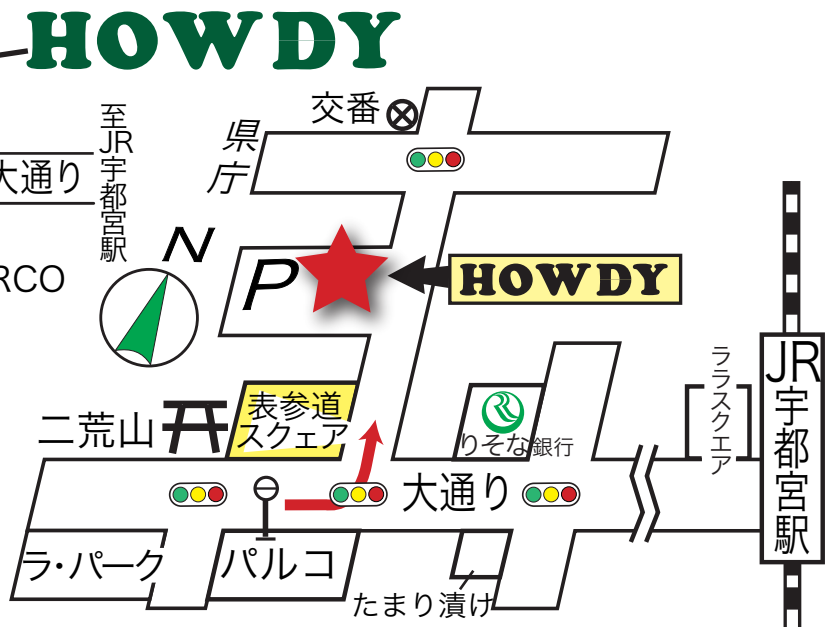 HOWDY
交番
県庁
至JR宇都宮駅
大通り
N
RCO
P
HOWDY
表参道
スクェア
二荒山
りそな銀行
ララスクエア
JR宇都宮駅
大通り
ラ・パーク
パルコ
たまり漬け